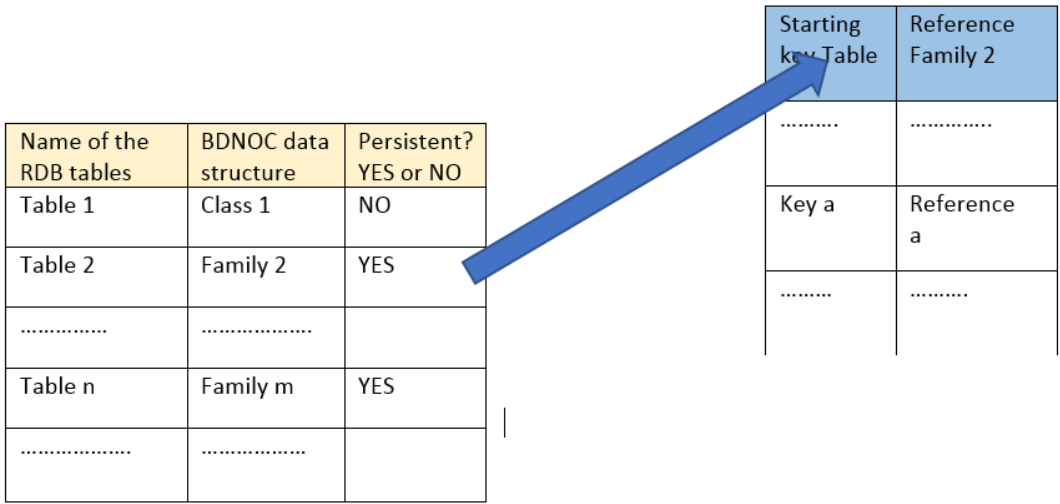 Starting
key Table
Reference
Family 2
……….
…………..
Key a
Reference
a
………
……….
Name of the
RDB tables
BDNOC data
structure
Persistent?
YES or NO
Table 1
Class 1
NO
Table 2
Family 2
YES
……………
……………….
Table n
Family m
YES
……………….
………………